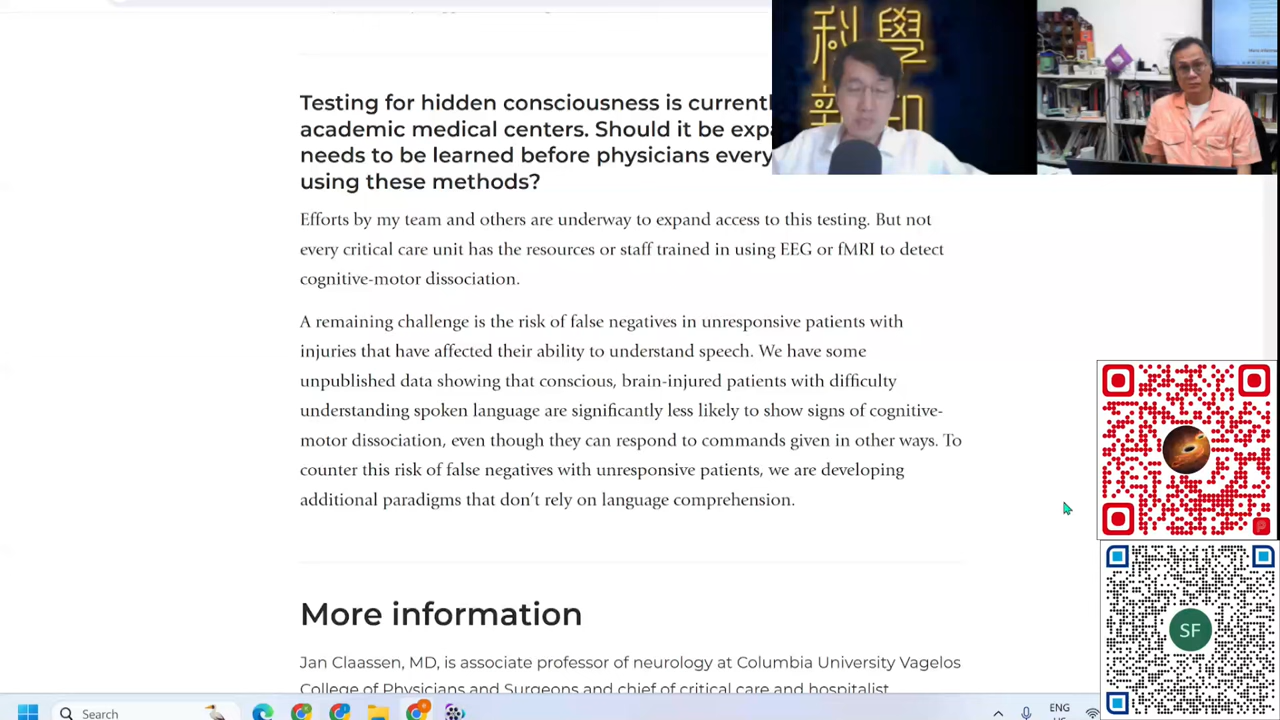 科學
Testing for hidden consciousness is currentl
academic medical centers. Should it be expa
needs to be learned before physicians every
using these methods?
Efforts by my team and others are underway to expand access to this testing. But not
every critical care unit has the resources or staff trained in using EEG or fMRI to detect
cognitive-motor dissociation.
A remaining challenge is the risk of false negatives in unresponsive patients with
injuries that have affected their ability to understand speech. We have some
unpublished data showing that conscious, brain-injured patients with difficulty
understanding spoken language are significantly less likely to show signs of cognitive-
motor dissociation, even though they can respond to commands given in other ways. To
counter this risk of false negatives with unresponsive patients, we are developing
additional paradigms that don't rely on language comprehension.
SF
More information
Jan Claassen, MD, is associate professor of neurology at Columbia University Vagelos
College of Physicians and Surgeons and chief of critical care and hospitalist
Search
ENG